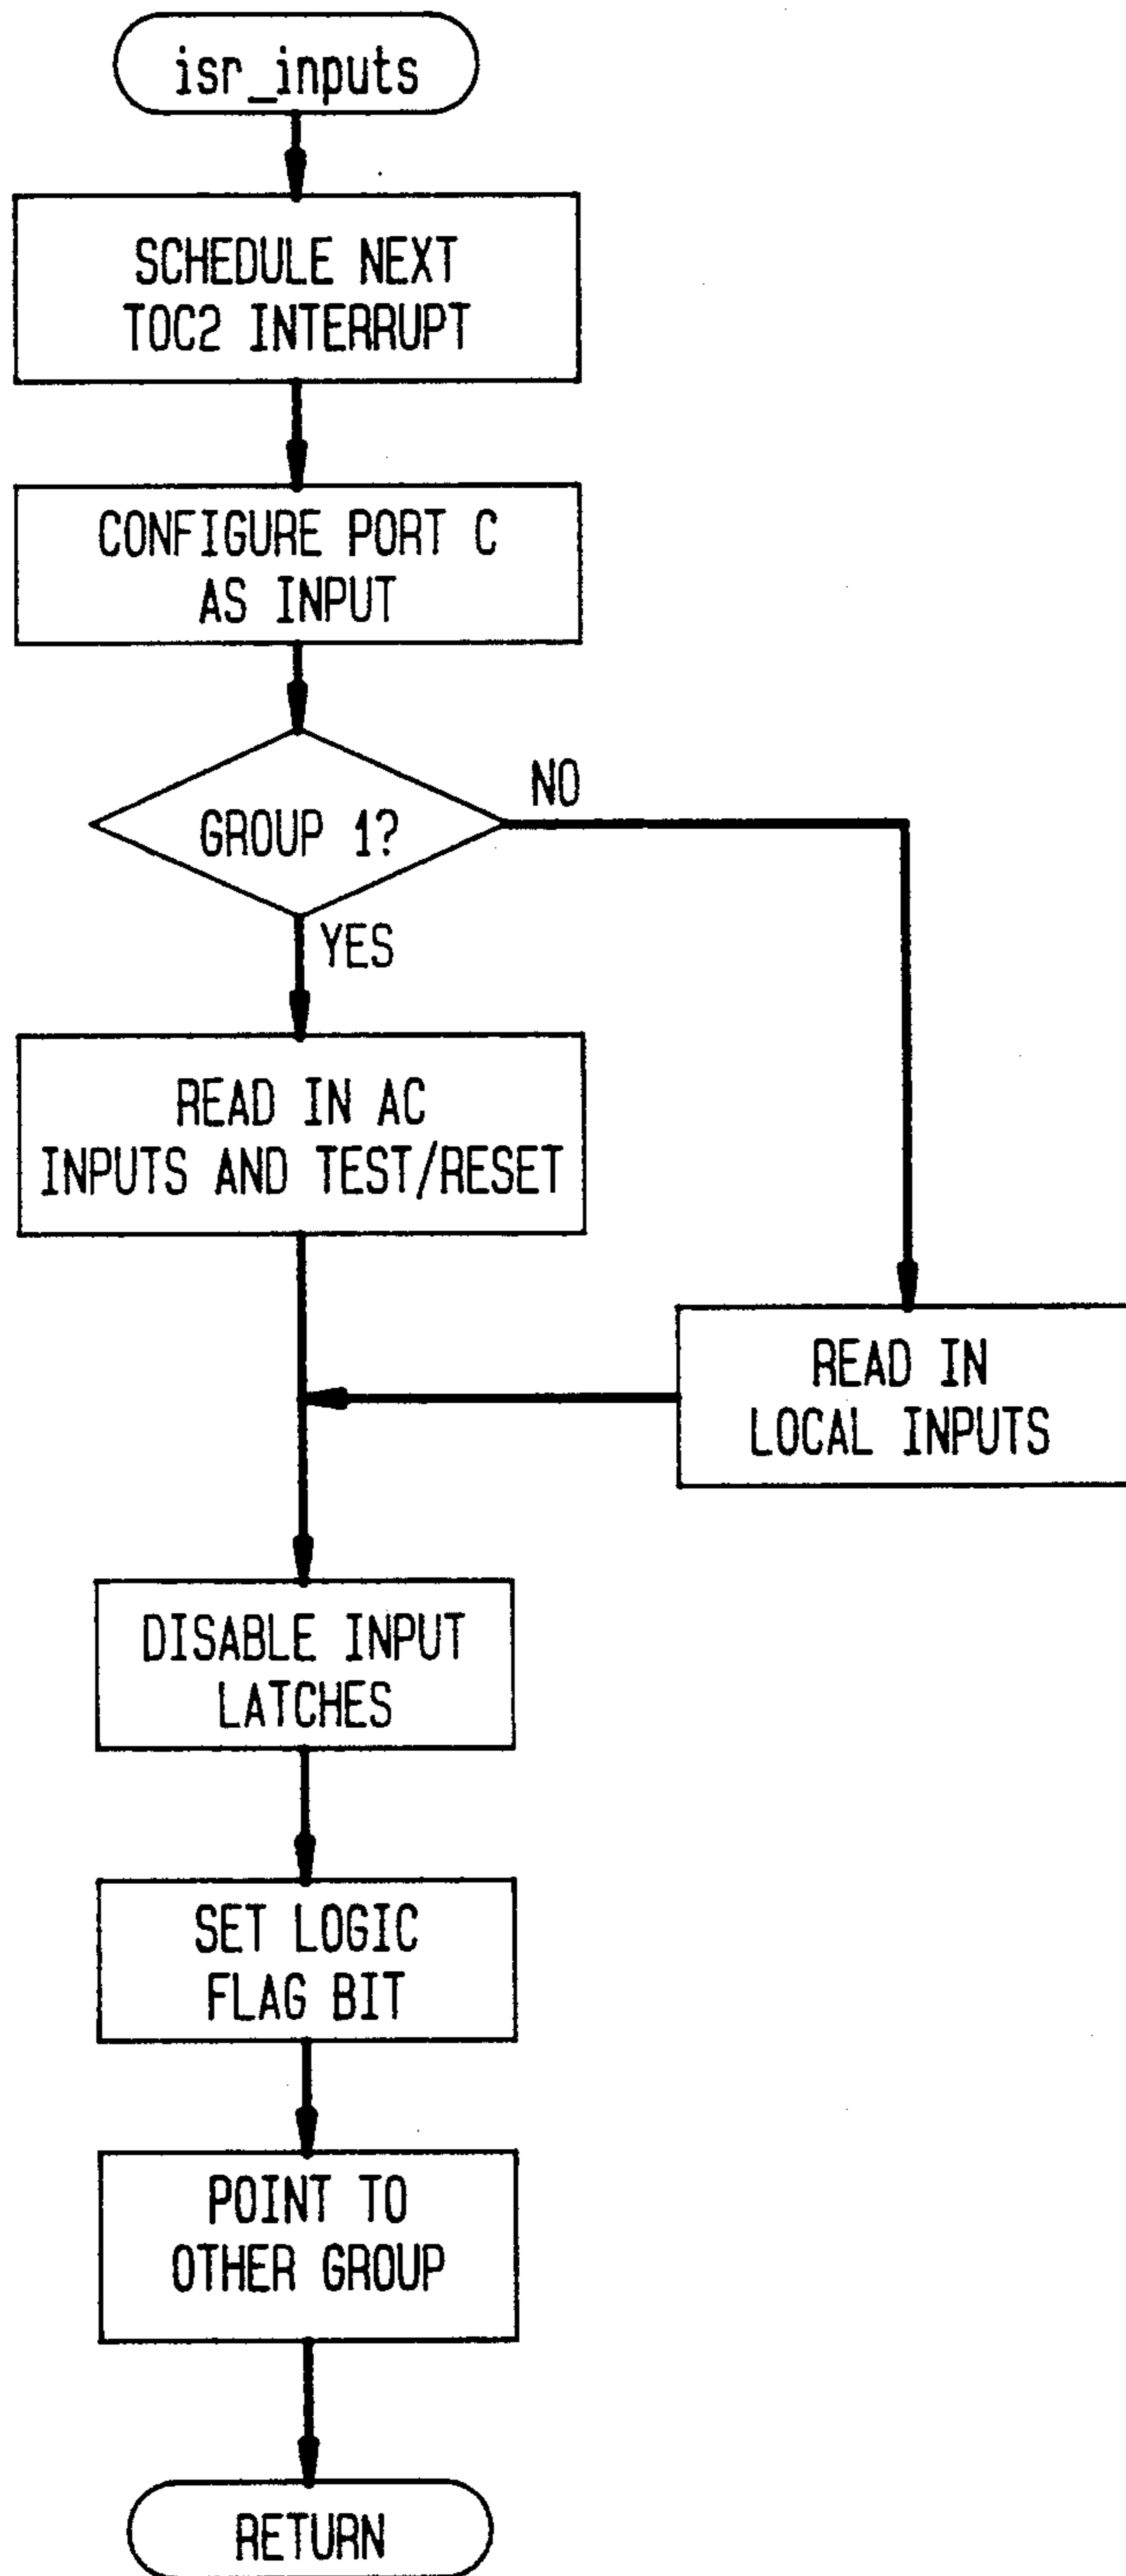 isr_inputs
SCHEDULE NEXT
TOC2 INTERRUPT
CONFIGURE PORT C
AS INPUT
GROUP 1?
NO
YES
READ IN AC
INPUTS AND TEST/RESET
READ IN
LOCAL INPUTS
DISABLE INPUT
LATCHES
SET LOGIC
FLAG BIT
POINT TO
OTHER GROUP
RETURN